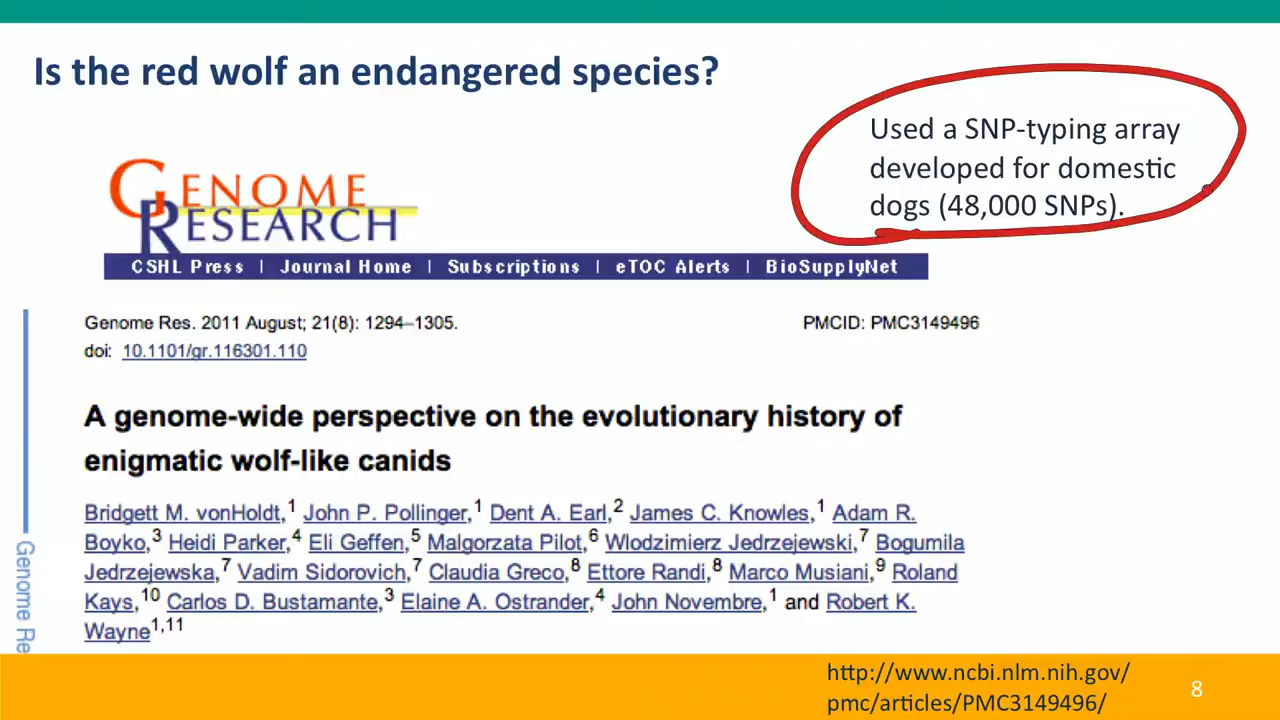 Is the red wolf an endangered species?
Used a SNP-typing array
developed for domestic
dogs (48,000 SNPs).
GENOME
RESEARCH
CSHL Press | Journal Home | Subscriptions | eTOC Alerts | BioSupplyNet
Genome Res. 2011 August; 21(8): 1294–1305.
PMCID: PMC3149496
doi: 10.1101/gr.116301.110
A genome-wide perspective on the evolutionary history of
enigmatic wolf-like canids
Bridgett M. vonHoldt,1 John P. Pollinger,1 Dent A. Earl,2 James C. Knowles,1 Adam R.
Boyko,3 Heidi Parker,4 Eli Geffen,5 Malgorzata Pilot,6 Wlodzimierz Jedrzejewski,7 Bogumila
Jedrzejewska,7 Vadim Sidorovich,7 Claudia Greco,8 Ettore Randi,8 Marco Musiani,9 Roland
Kays,10 Carlos D. Bustamante,3 Elaine A. Ostrander,4 John Novembre,1 and Robert K.
Wayne1,11
Genome Re
http://www.ncbi.nlm.nih.gov/
pmc/articles/PMC3149496/
8